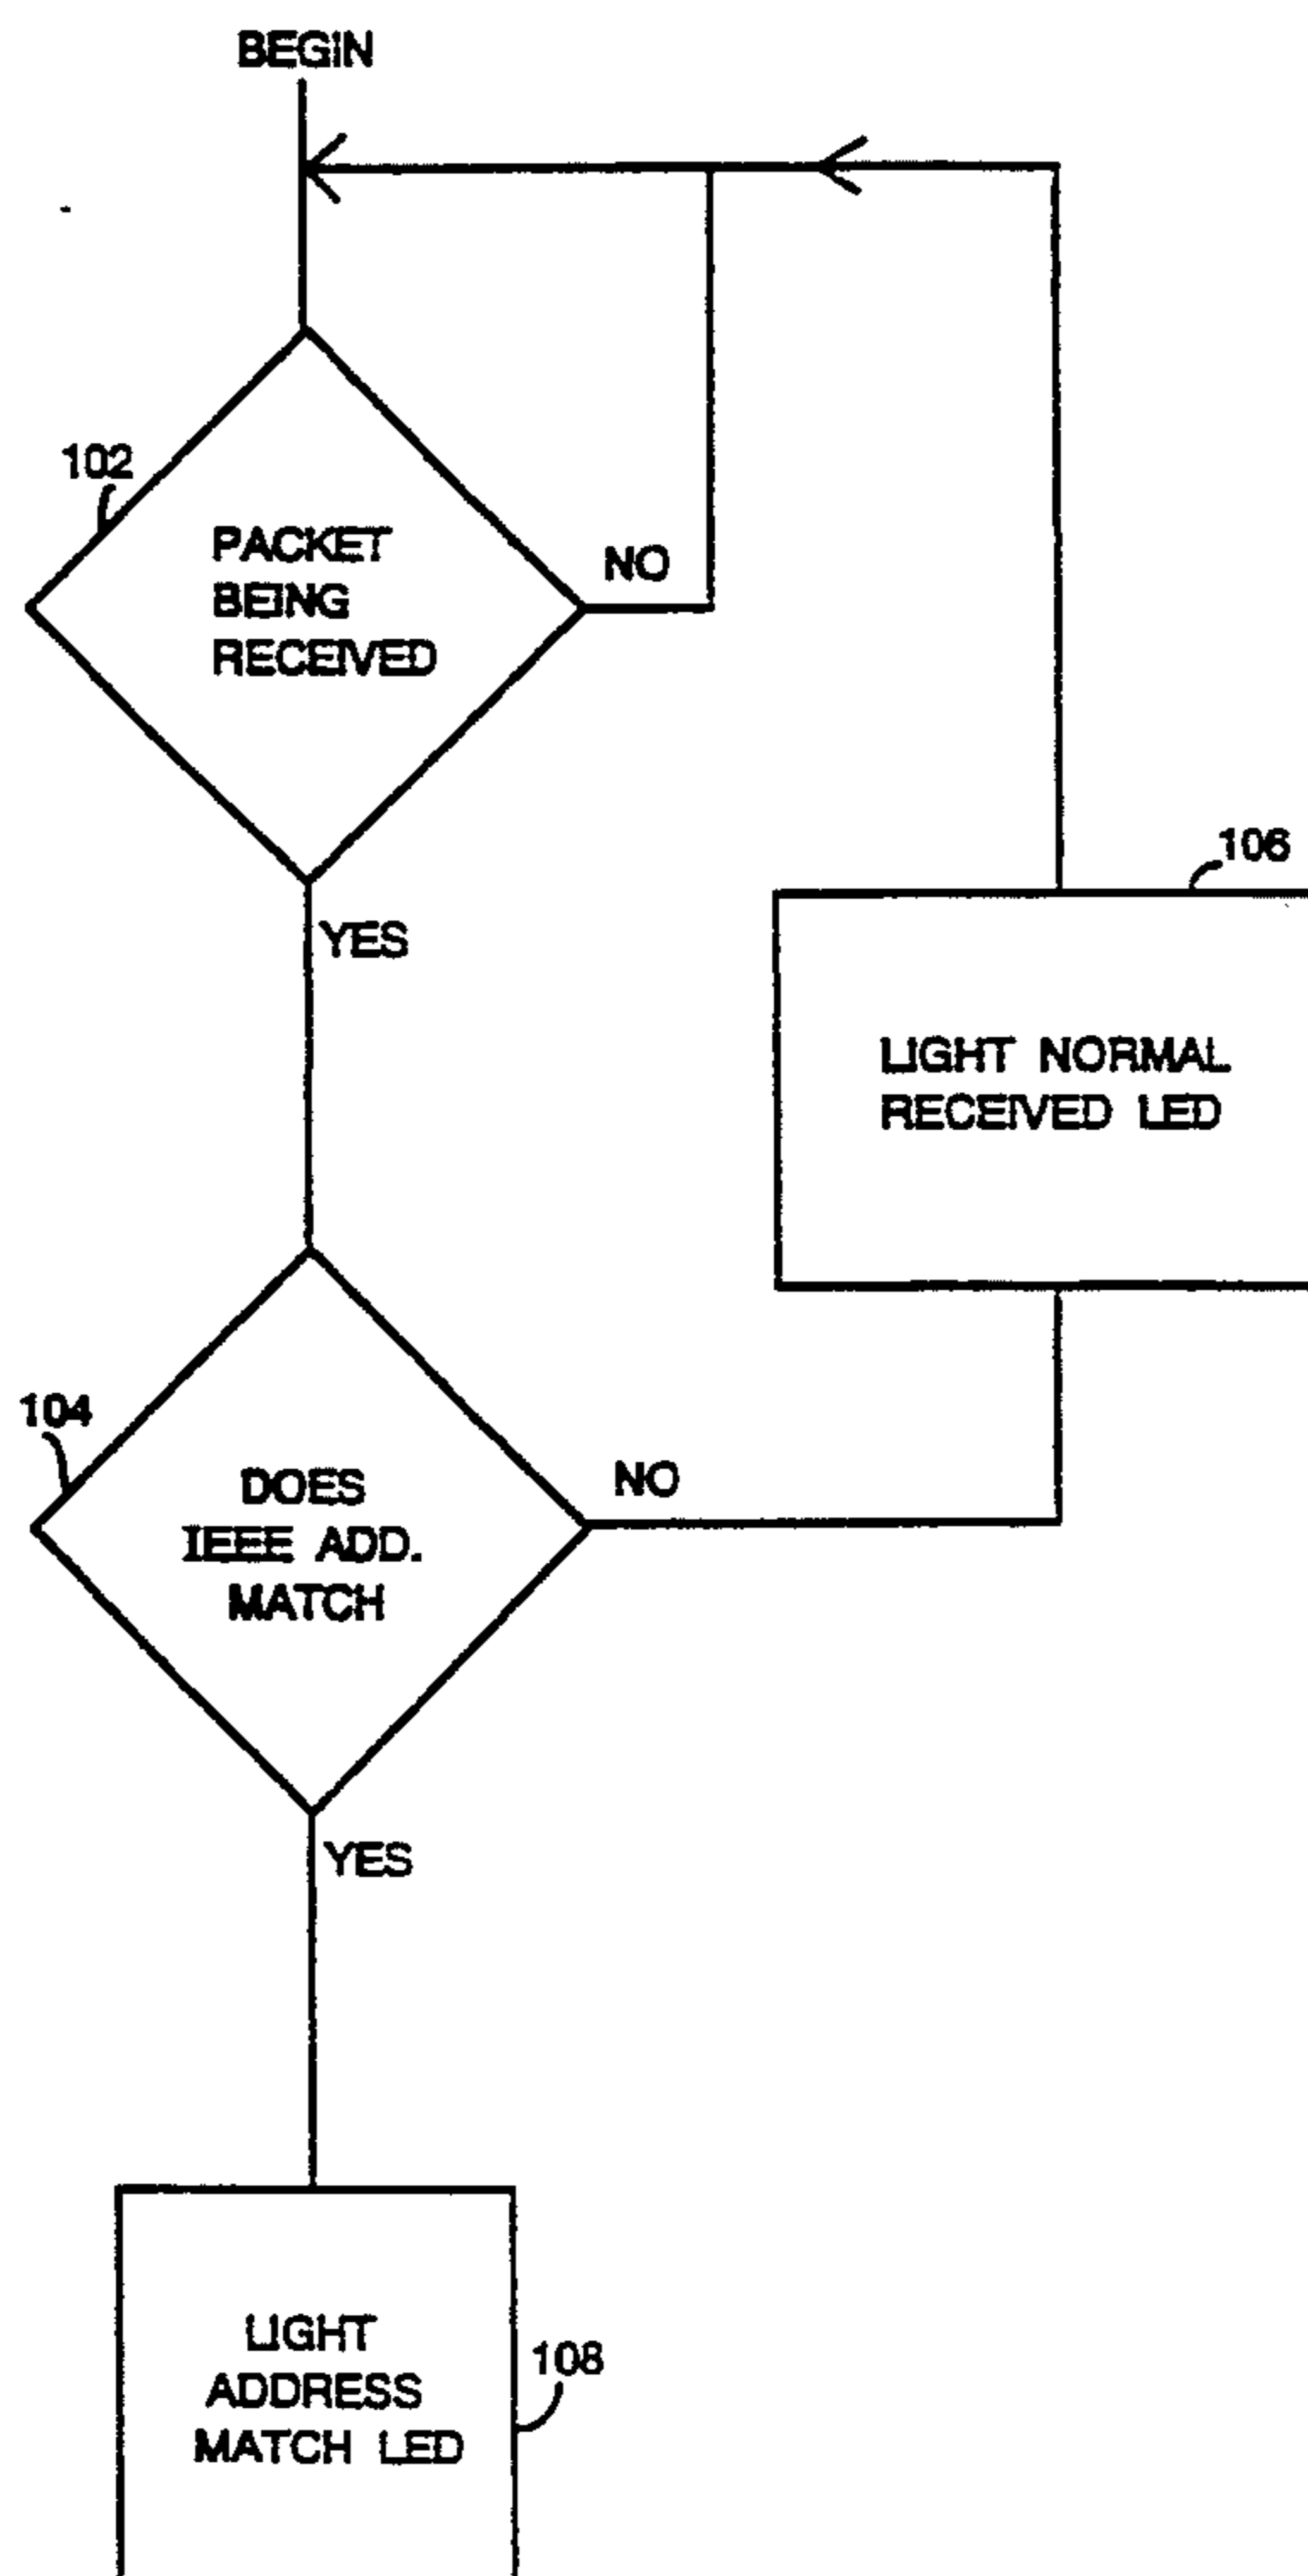 BEGIN
102
PACKET
BEING
RECEIVED
NO
YES
106
LIGHT NORMAL
RECEIVED LED
104
DOES
IEEE ADD.
MATCH
NO
YES
LIGHT
ADDRESS
MATCH LED
108